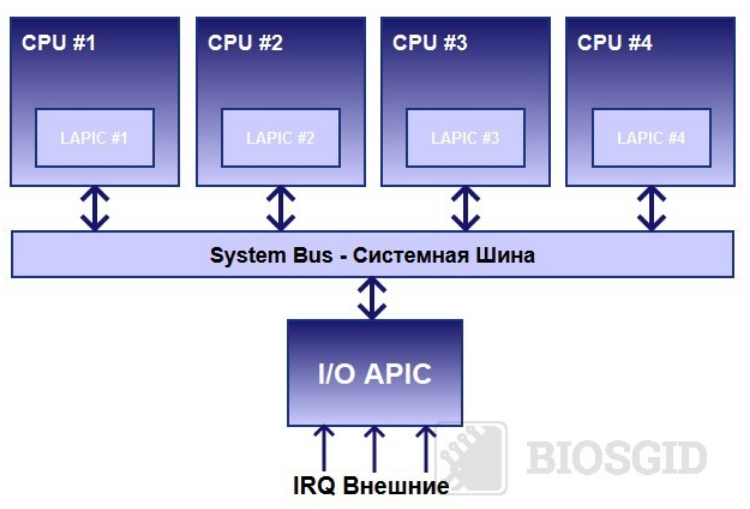 CPU #1
CPU #2
CPU #3
CPU #4
LAPIC #1
LAPIC #2
LAPIC #3
LAPIC #4
System Bus - Системная Шина
I/O APIC
IRQ Внешние
BIOSGID